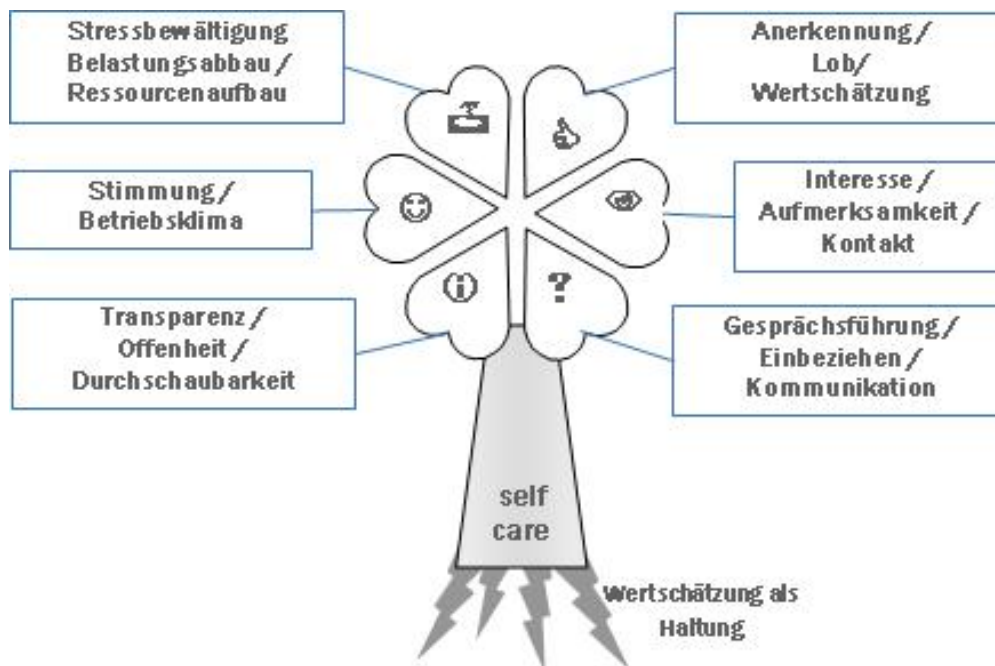 Stressbewältigung
Belastungsabbau /
Ressourcenaufbau
Anerkennung /
Lob/
Wertschätzung
Stimmung /
Betriebsklima
Interesse /
Aufmerksamkeit /
Kontakt
Transparenz /
Offenheit /
Durchschaubarkeit
?
Gesprächsführung /
Einbeziehen /
Kommunikation
self
care
Wertschätzung als
Haltung